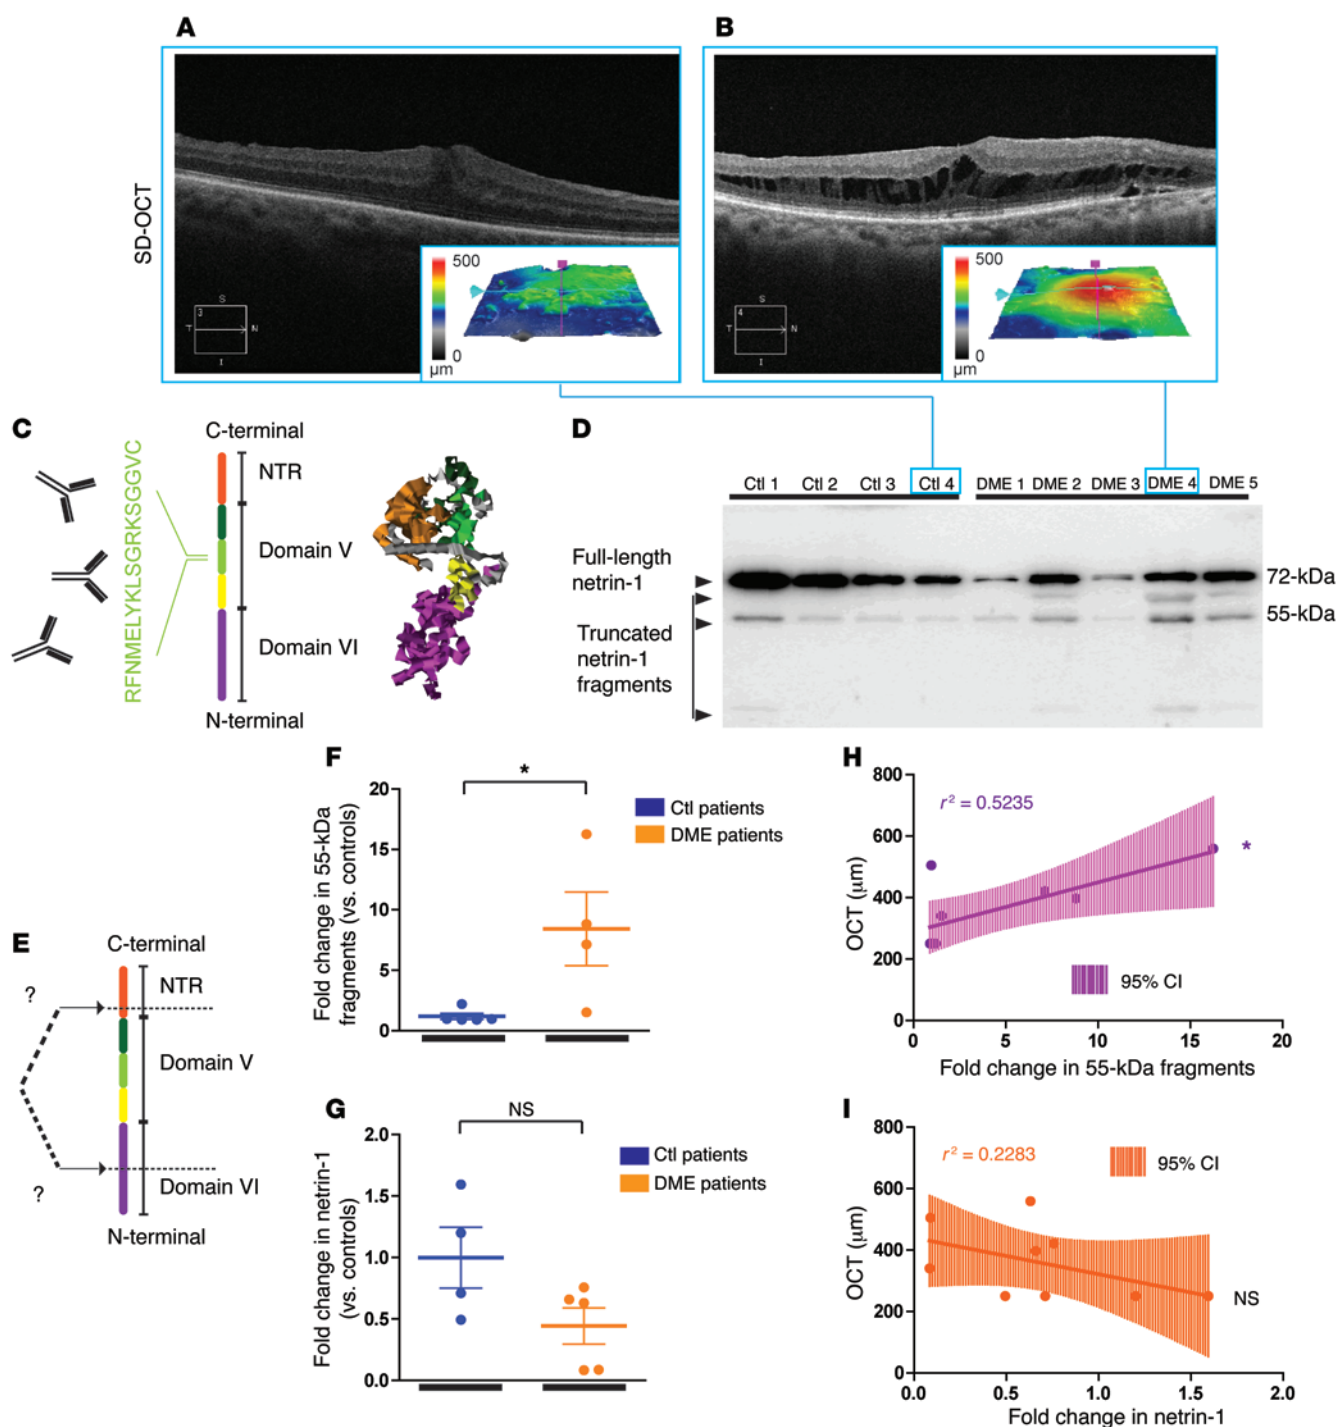 A
B
SD-OCT
500
0
µm
3
S
T
N
I
500
0
µm
4
S
T
N
I
C
RFNMELYKLSGRKSGGVC
C-terminal
NTR
Domain V
Domain VI
N-terminal
D
Ctl 1 Ctl 2 Ctl 3 Ctl 4 DME 1 DME 2 DME 3 DME 4 DME 5
Full-length
netrin-1
Truncated
netrin-1
fragments
72-kDa
55-kDa
E
C-terminal
?
NTR
Domain V
Domain VI
?
N-terminal
F
*
Fold change in 55-kDa
fragments (vs. controls)
20
15
10
5
0
Ctl patients
DME patients
G
NS
Fold change in netrin-1
(vs. controls)
2.0
1.5
1.0
0.5
0.0
Ctl patients
DME patients
H
r² = 0.5235
*
95% CI
OCT (µm)
800
600
400
200
0
0 5 10 15 20
Fold change in 55-kDa fragments
I
r² = 0.2283
95% CI
NS
OCT (µm)
800
600
400
200
0
0.0 0.5 1.0 1.5 2.0
Fold change in netrin-1